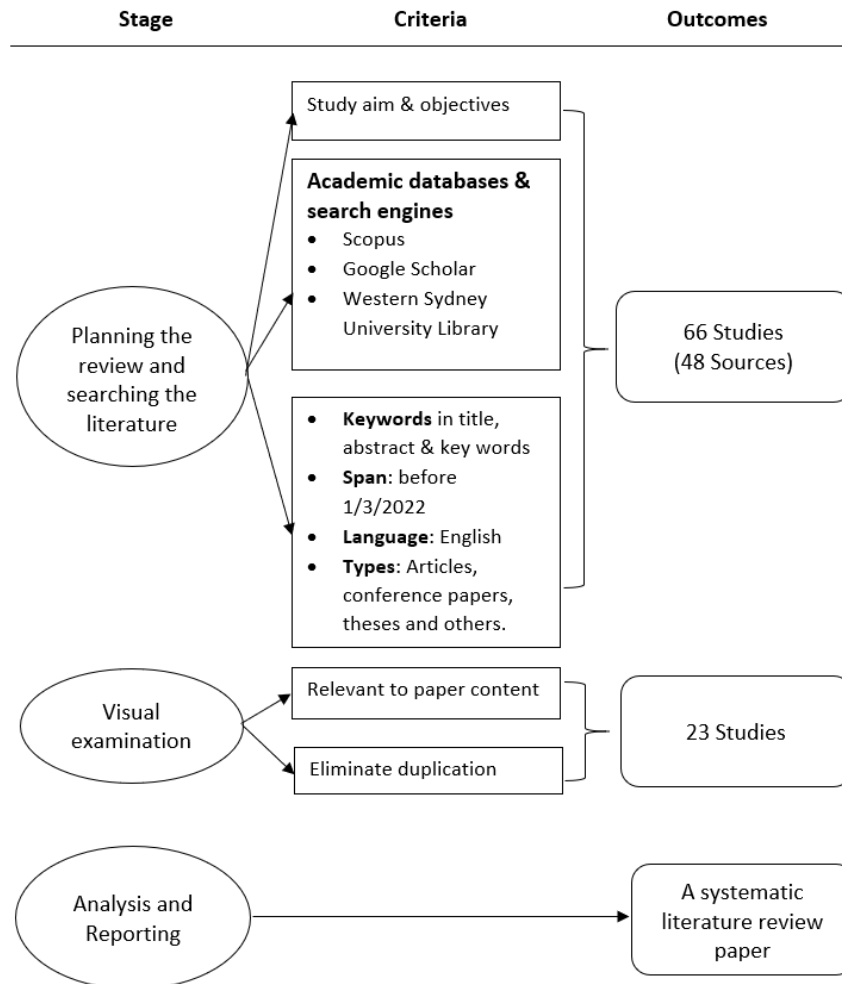 Stage Criteria Outcomes
Study aim & objectives
Academic databases &
search engines
• Scopus
• Google Scholar
• Western Sydney
University Library
Planning the
review and
searching the
literature
66 Studies
(48 Sources)
• Keywords in title,
abstract & key words
• Span: before
1/3/2022
• Language: English
• Types: Articles,
conference papers,
theses and others.
Visual
examination
Relevant to paper content
Eliminate duplication
23 Studies
Analysis and
Reporting
A systematic
literature review
paper